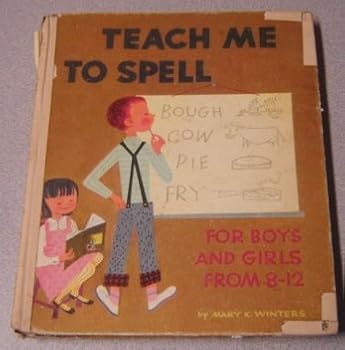 TEACH ME
TO SPELL
BOUGH
COW
PIE
FRY
FOR BOYS
AND GIRLS
FROM 8-12
by MARY K. WINTERS